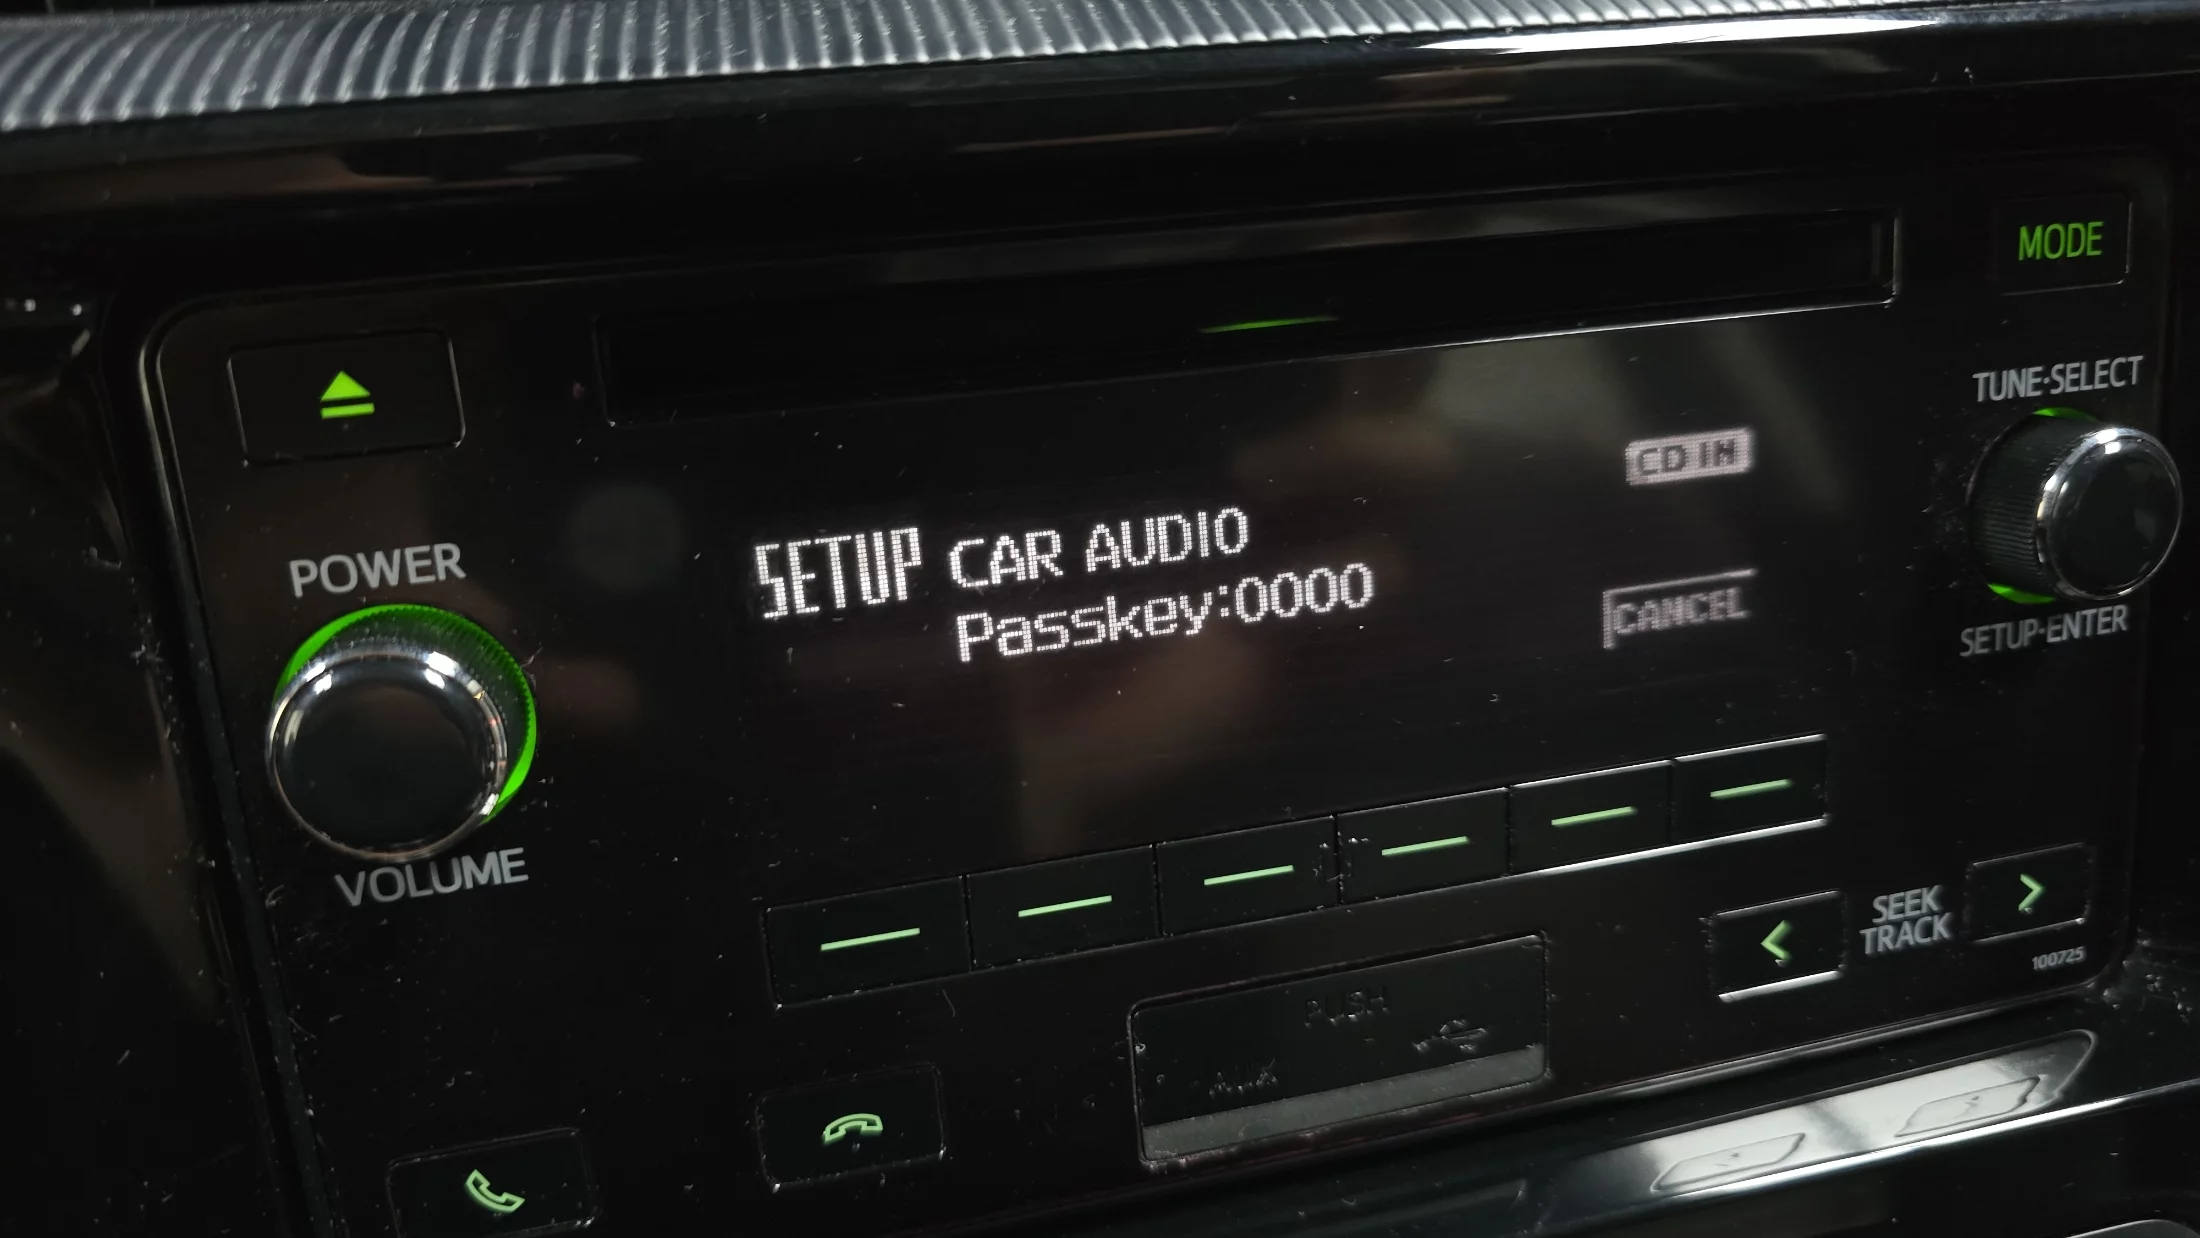 MODE
TUNE·SELECT
CD IN
SETUP CAR AUDIO
Passkey:0000
CANCEL
POWER
SETUP·ENTER
VOLUME
SEEK
TRACK
100725
PUSH
AUX